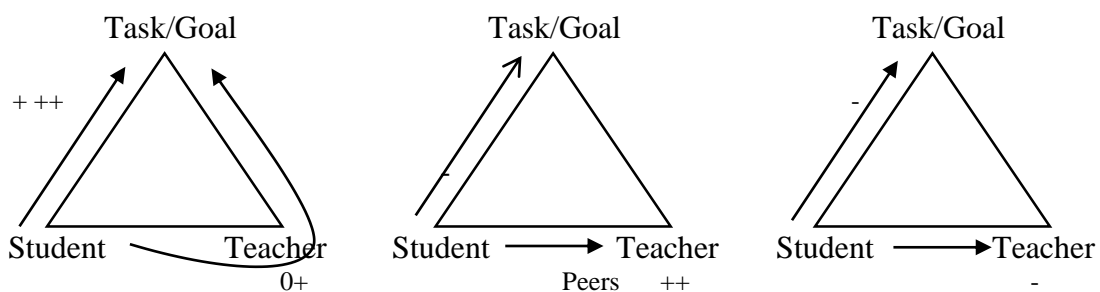 Task/Goal Task/Goal Task/Goal
+ ++ -
-
Student Teacher Student Teacher Student Teacher
0+ Peers ++ -